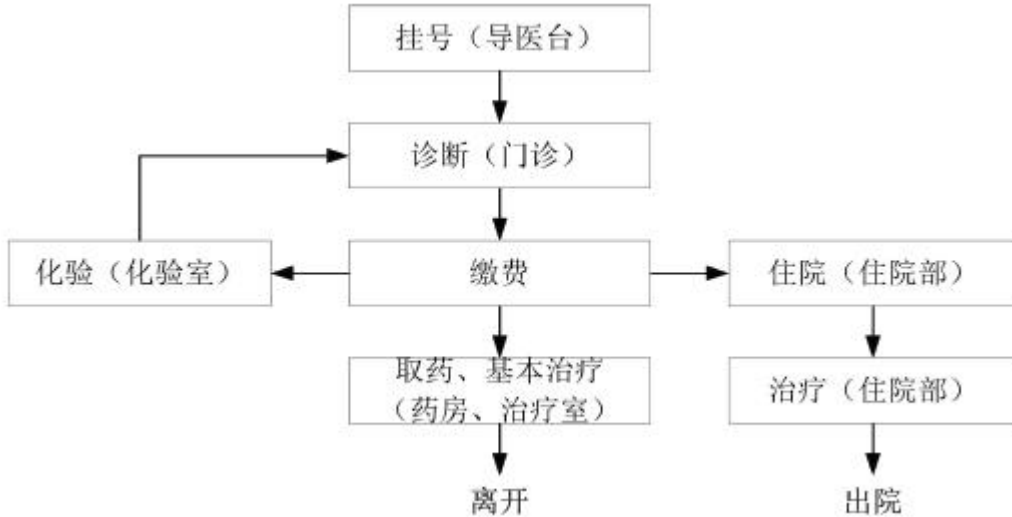 挂号（导医台）
诊断（门诊）
化验（化验室）
缴费
住院（住院部）
取药、基本治疗
（药房、治疗室）
治疗（住院部）
离开
出院